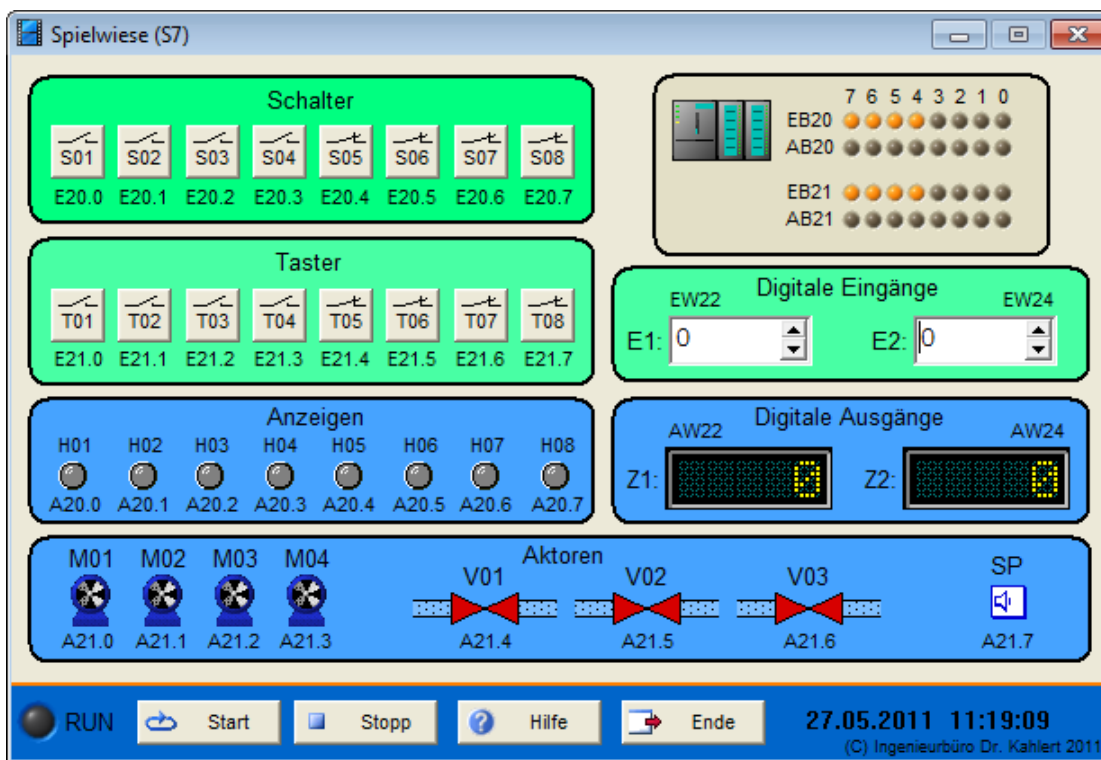 Spielwiese (S7)
Schalter
S01 S02 S03 S04 S05 S06 S07 S08
E20.0 E20.1 E20.2 E20.3 E20.4 E20.5 E20.6 E20.7
7 6 5 4 3 2 1 0
EB20
AB20
EB21
AB21
Taster
T01 T02 T03 T04 T05 T06 T07 T08
E21.0 E21.1 E21.2 E21.3 E21.4 E21.5 E21.6 E21.7
Digitale Eingänge
EW22 EW24
E1: 0 E2: 0
Anzeigen
H01 H02 H03 H04 H05 H06 H07 H08
A20.0 A20.1 A20.2 A20.3 A20.4 A20.5 A20.6 A20.7
Digitale Ausgänge
AW22 AW24
Z1: 0 Z2: 0
Aktoren
M01 M02 M03 M04 V01 V02 V03 SP
A21.0 A21.1 A21.2 A21.3 A21.4 A21.5 A21.6 A21.7
RUN Start Stopp Hilfe Ende 27.05.2011 11:19:09
(C) Ingenieurbüro Dr. Kahlert 2011